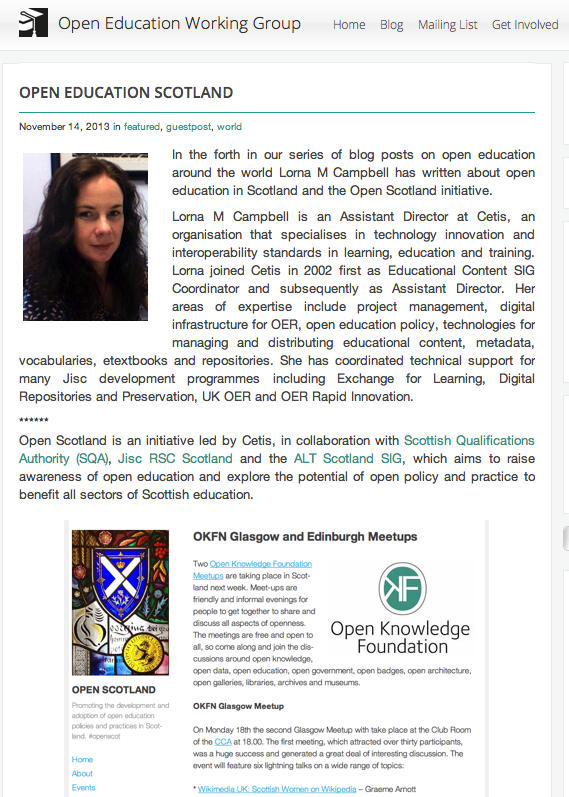 Open Education Working Group
Home Blog Mailing List Get Involved
OPEN EDUCATION SCOTLAND
November 14, 2013 in featured, guestpost, world
In the forth in our series of blog posts on open education
around the world Lorna M Campbell has written about open
education in Scotland and the Open Scotland initiative.
Lorna M Campbell is an Assistant Director at Cetis, an
organisation that specialises in technology innovation and
interoperability standards in learning, education and training.
Lorna joined Cetis in 2002 first as Educational Content SIG
Coordinator and subsequently as Assistant Director. Her
areas of expertise include project management, digital
infrastructure for OER, open education policy, technologies for
managing and distributing educational content, metadata,
vocabularies, etextbooks and repositories. She has coordinated technical support for
many Jisc development programmes including Exchange for Learning, Digital
Repositories and Preservation, UK OER and OER Rapid Innovation.
******
Open Scotland is an initiative led by Cetis, in collaboration with Scottish Qualifications
Authority (SQA), Jisc RSC Scotland and the ALT Scotland SIG, which aims to raise
awareness of open education and explore the potential of open policy and practice to
benefit all sectors of Scottish education.
OPEN SCOTLAND
Promoting the development and
adoption of open education
policies and practices in Scot-
land. #openscot
Home
About
Events
OKFN Glasgow and Edinburgh Meetups
Two Open Knowledge Foundation
Meetups are taking place in Scot-
land next week. Meet-ups are
friendly and informal evenings for
people to get together to share and
discuss all aspects of openness.
The meetings are free and open to
all, so come along and join the dis-
cussions around open knowledge,
open data, open education, open government, open badges, open architecture,
open galleries, libraries, archives and museums.
Open Knowledge
Foundation
OKFN Glasgow Meetup
On Monday 18th the second Glasgow Meetup with take place at the Club Room
of the CCA at 18.00. The first meeting, which attracted over thirty participants,
was a huge success and generated a great deal of interesting discussion. The
event will feature six lightning talks on a wide range of topics:
* Wikimedia UK: Scottish Women on Wikipedia – Graeme Arnott